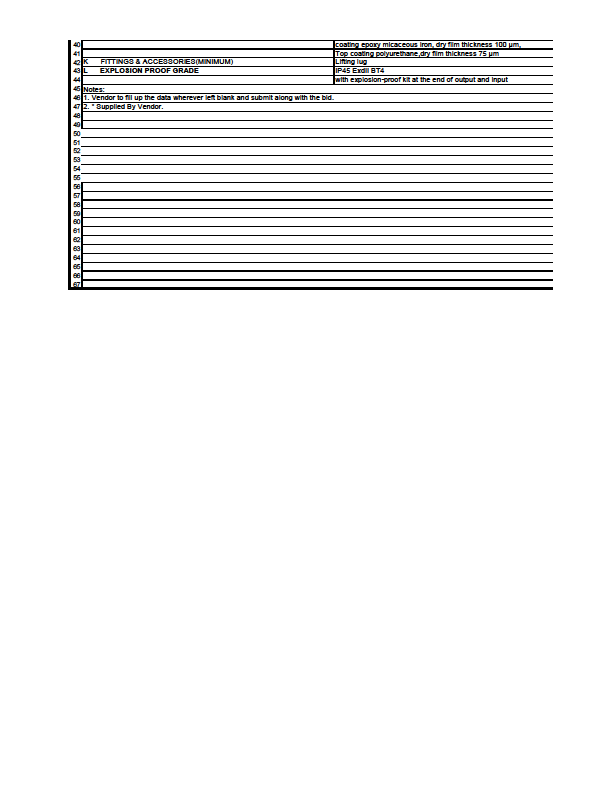 40 coating epoxy micaceous iron, dry film thickness 100 μm,
41 Top coating polyurethane,dry film thickness 75 μm
42 K FITTINGS & ACCESSORIES(MINIMUM) Lifting lug
43 L EXPLOSION PROOF GRADE IP45 ExdII BT4
44 with explosion-proof kit at the end of output and input
45 Notes:
46 1. Vendor to fill up the data wherever left blank and submit along with the bid.
47 2. * Supplied By Vendor.
48
49
50
51
52
53
54
55
56
57
58
59
60
61
62
63
64
65
66
67